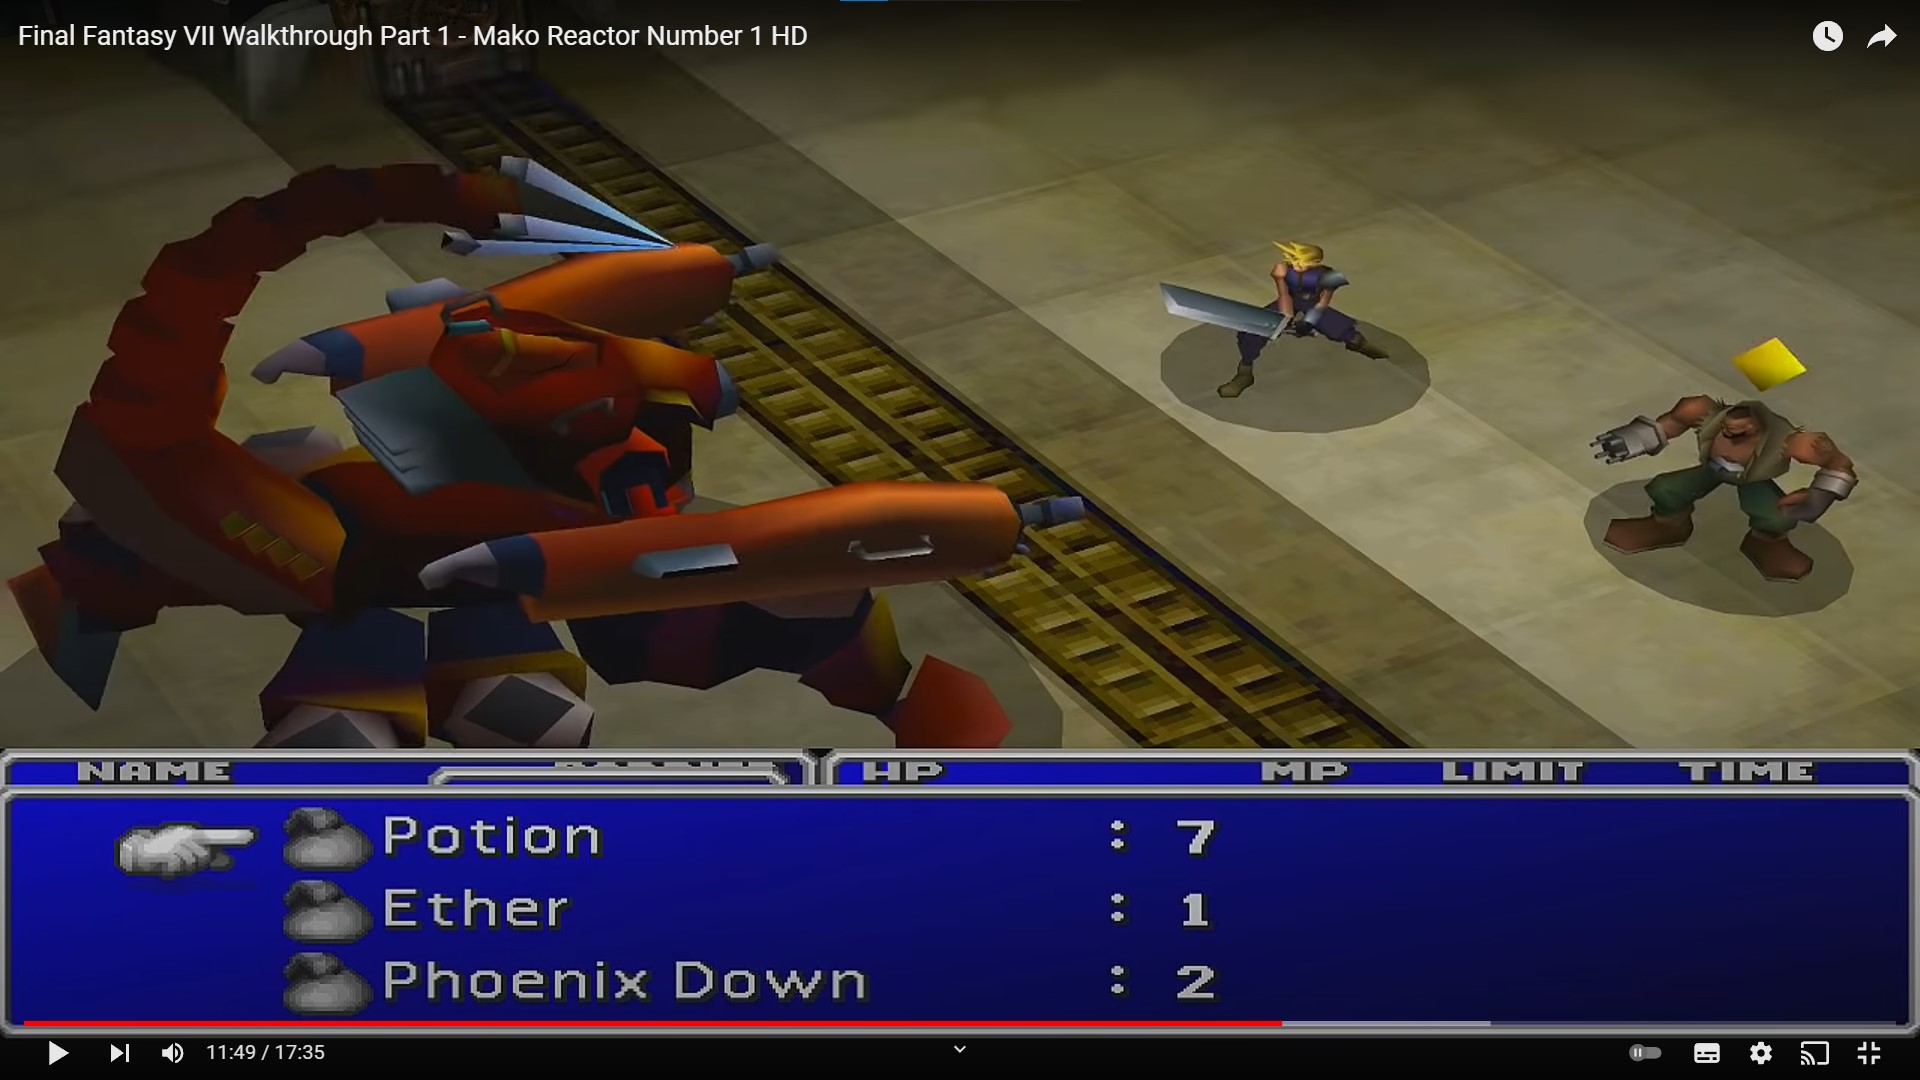 Final Fantasy VII Walkthrough Part 1 - Mako Reactor Number 1 HD
NAME HP MP LIMIT TIME
Potion : 7
Ether : 1
Phoenix Down : 2
11:49 / 17:35